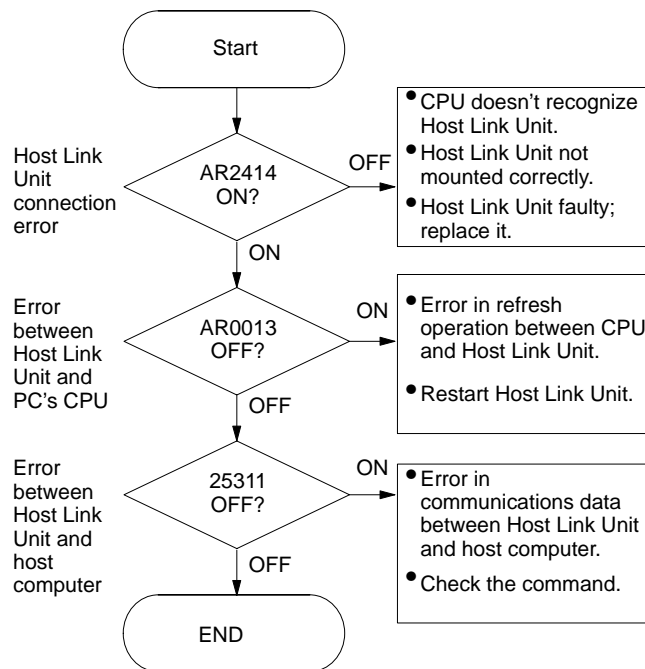 Start
Host Link
Unit
connection
error
AR2414
ON?
OFF
● CPU doesn't recognize
Host Link Unit.
● Host Link Unit not
mounted correctly.
● Host Link Unit faulty;
replace it.
ON
Error
between
Host Link
Unit and
PC's CPU
AR0013
OFF?
ON
● Error in refresh
operation between CPU
and Host Link Unit.
● Restart Host Link Unit.
OFF
Error
between
Host Link
Unit and
host
computer
25311
OFF?
ON
● Error in
communications data
between Host Link Unit
and host computer.
● Check the command.
OFF
END